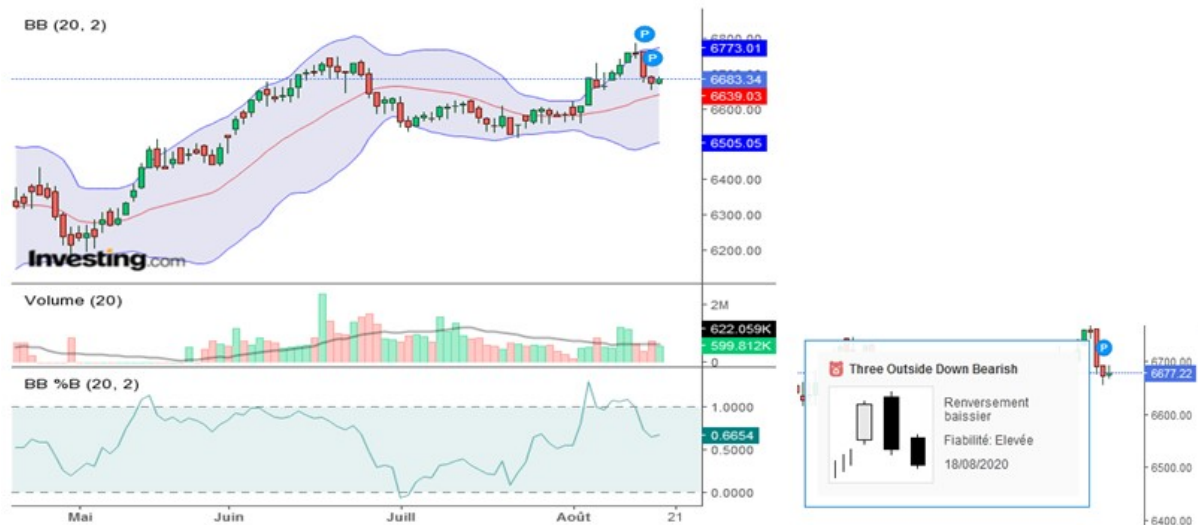 BB (20, 2)
P
P
6800.00
6773.01
6683.34
6639.03
6600.00
6505.05
6400.00
6300.00
6200.00
Investing.com
Volume (20)
2M
622.059K
599.812K
0
BB %B (20, 2)
1.0000
0.6654
0.5000
0.0000
Mai
Juin
Juill
Août
21
P
Three Outside Down Bearish
Renversement
baissier
Fiabilité: Elevée
18/08/2020
6700.00
6677.22
6600.00
6500.00
6400.00